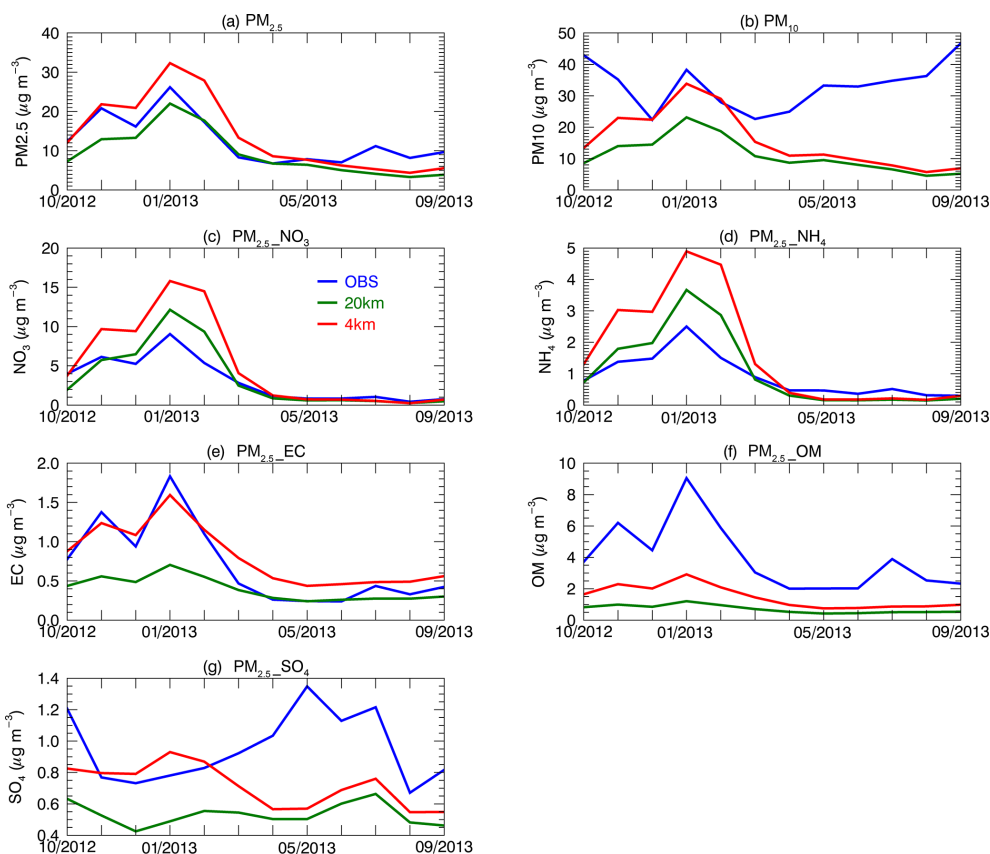 (a) PM2.5
PM2.5 (µg m−3)
40
30
20
10
0
10/2012 01/2013 05/2013 09/2013
(b) PM10
PM10 (µg m−3)
50
40
30
20
10
0
10/2012 01/2013 05/2013 09/2013
(c) PM2.5_NO3
NO3 (µg m−3)
20
15
10
5
0
OBS
20km
4km
10/2012 01/2013 05/2013 09/2013
(d) PM2.5_NH4
NH4 (µg m−3)
5
4
3
2
1
0
10/2012 01/2013 05/2013 09/2013
(e) PM2.5_EC
EC (µg m−3)
2.0
1.5
1.0
0.5
0.0
10/2012 01/2013 05/2013 09/2013
(f) PM2.5_OM
OM (µg m−3)
10
8
6
4
2
0
10/2012 01/2013 05/2013 09/2013
(g) PM2.5_SO4
SO4 (µg m−3)
1.4
1.2
1.0
0.8
0.6
0.4
10/2012 01/2013 05/2013 09/2013